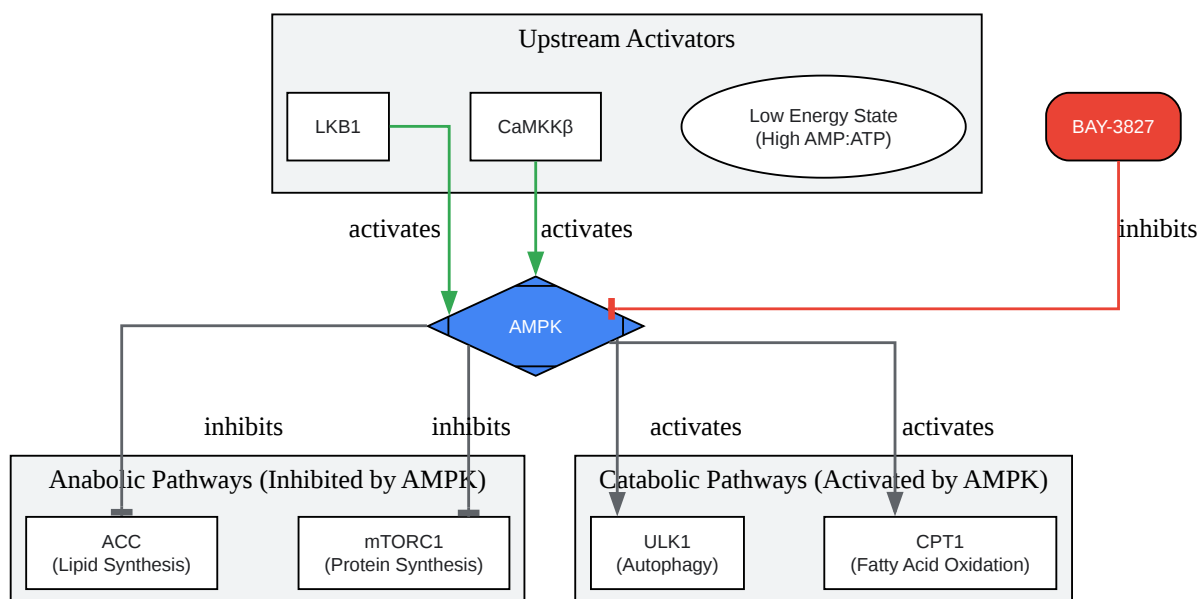 Upstream Activators
LKB1
CaMKKβ
Low Energy State
(High AMP:ATP)
BAY-3827
activates
activates
inhibits
AMPK
inhibits
inhibits
activates
activates
Anabolic Pathways (Inhibited by AMPK)
Catabolic Pathways (Activated by AMPK)
ACC
(Lipid Synthesis)
mTORC1
(Protein Synthesis)
ULK1
(Autophagy)
CPT1
(Fatty Acid Oxidation)